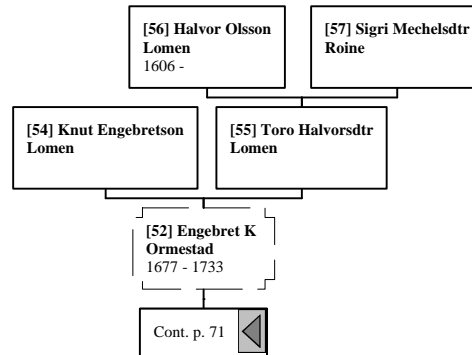 [56] Halvor Olsson
Lomen
1606 -
[57] Sigri Mechelsdtr
Roine
[54] Knut Engebretson
Lomen
[55] Toro Halvorsdtr
Lomen
[52] Engebret K
Ormestad
1677 - 1733
Cont. p. 71